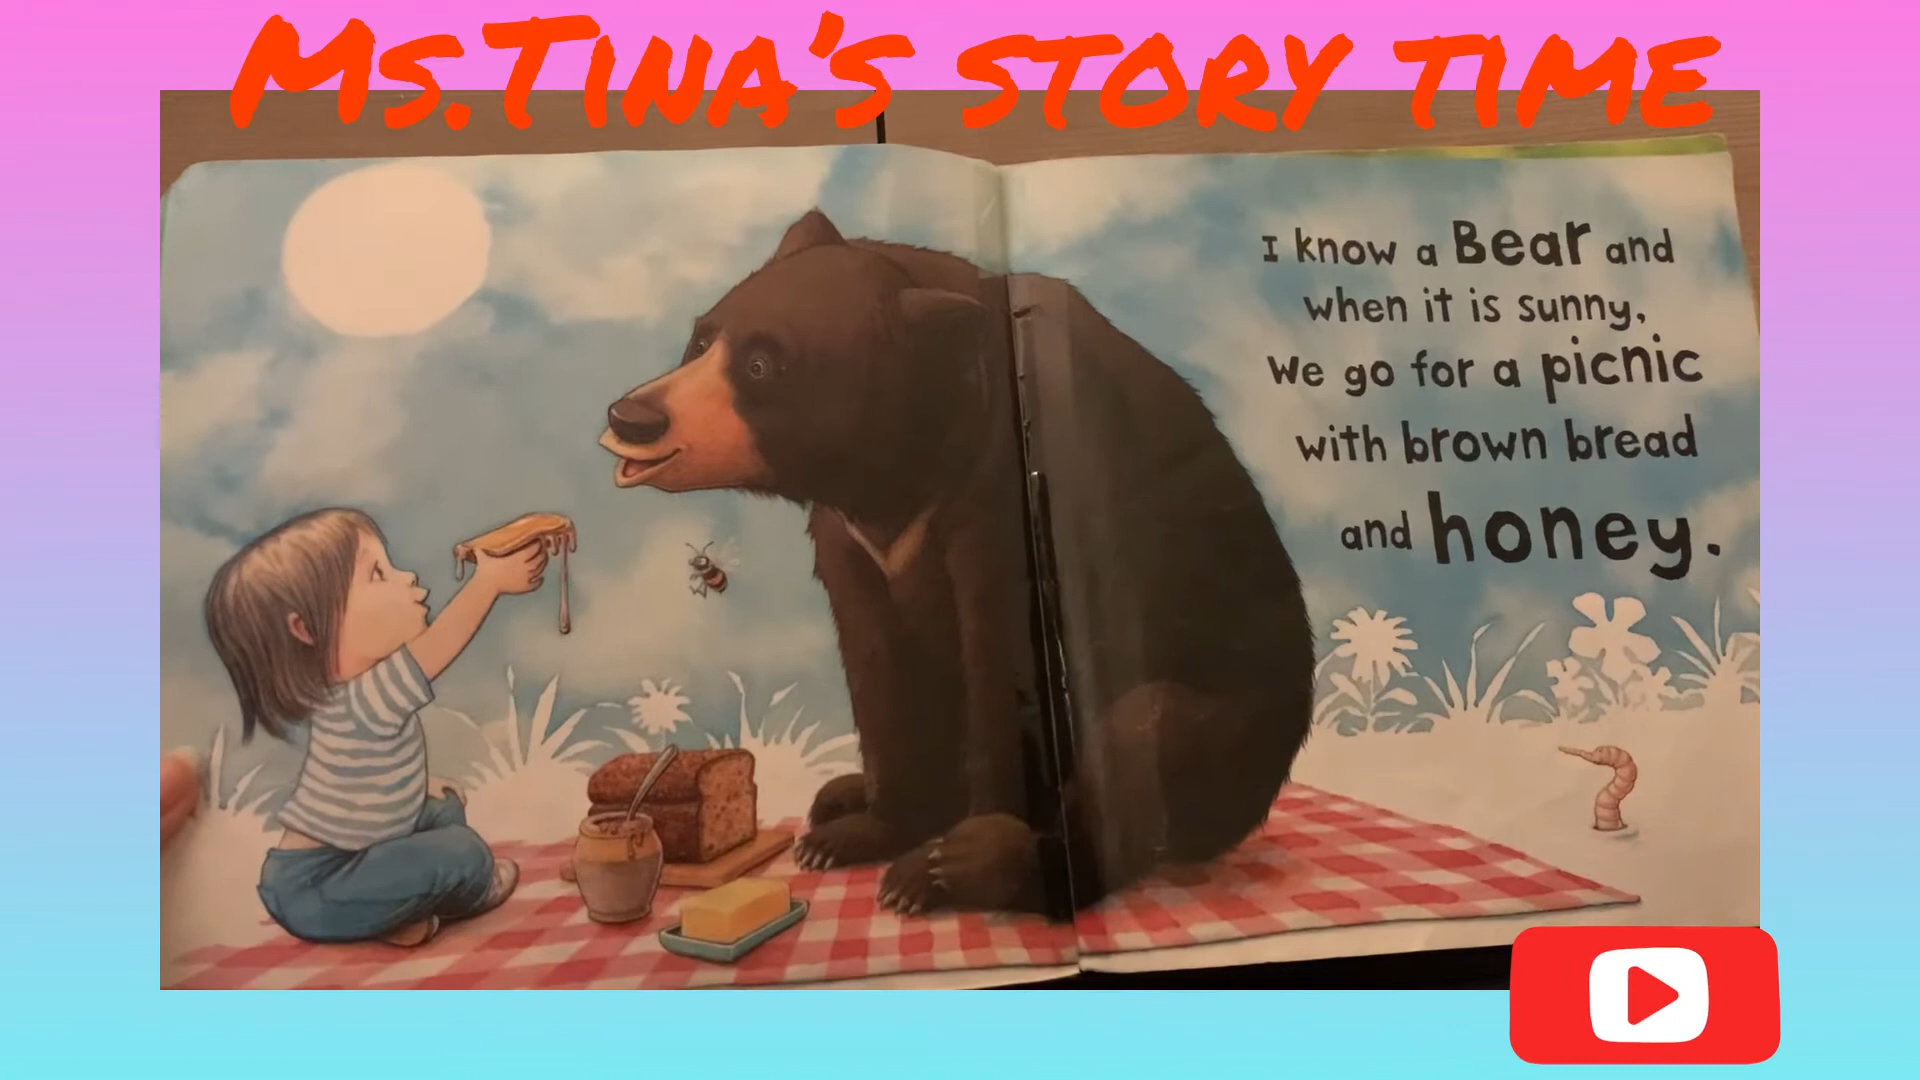 Ms.Tina's story time
I know a Bear and
when it is sunny,
We go for a picnic
with brown bread
and honey.